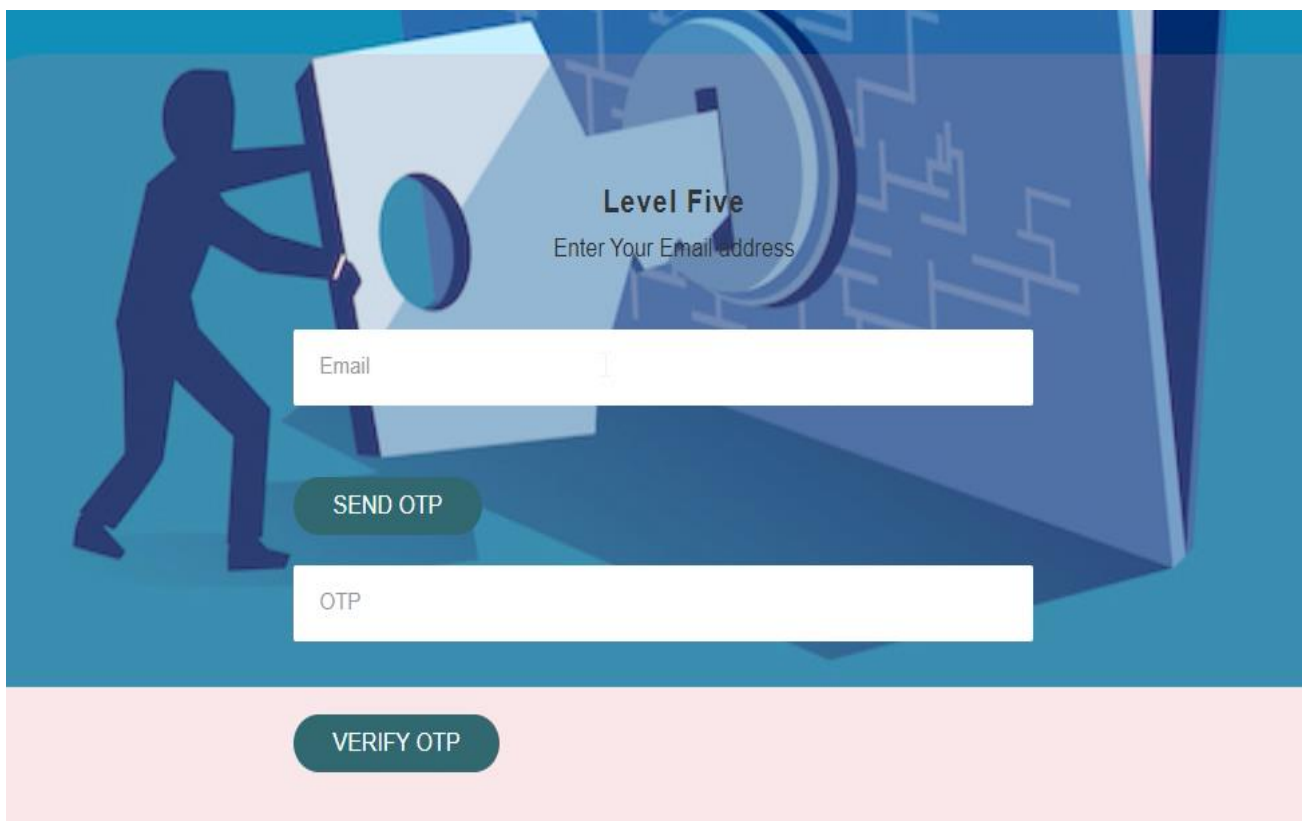 Level Five
Enter Your Email address
Email
SEND OTP
OTP
VERIFY OTP